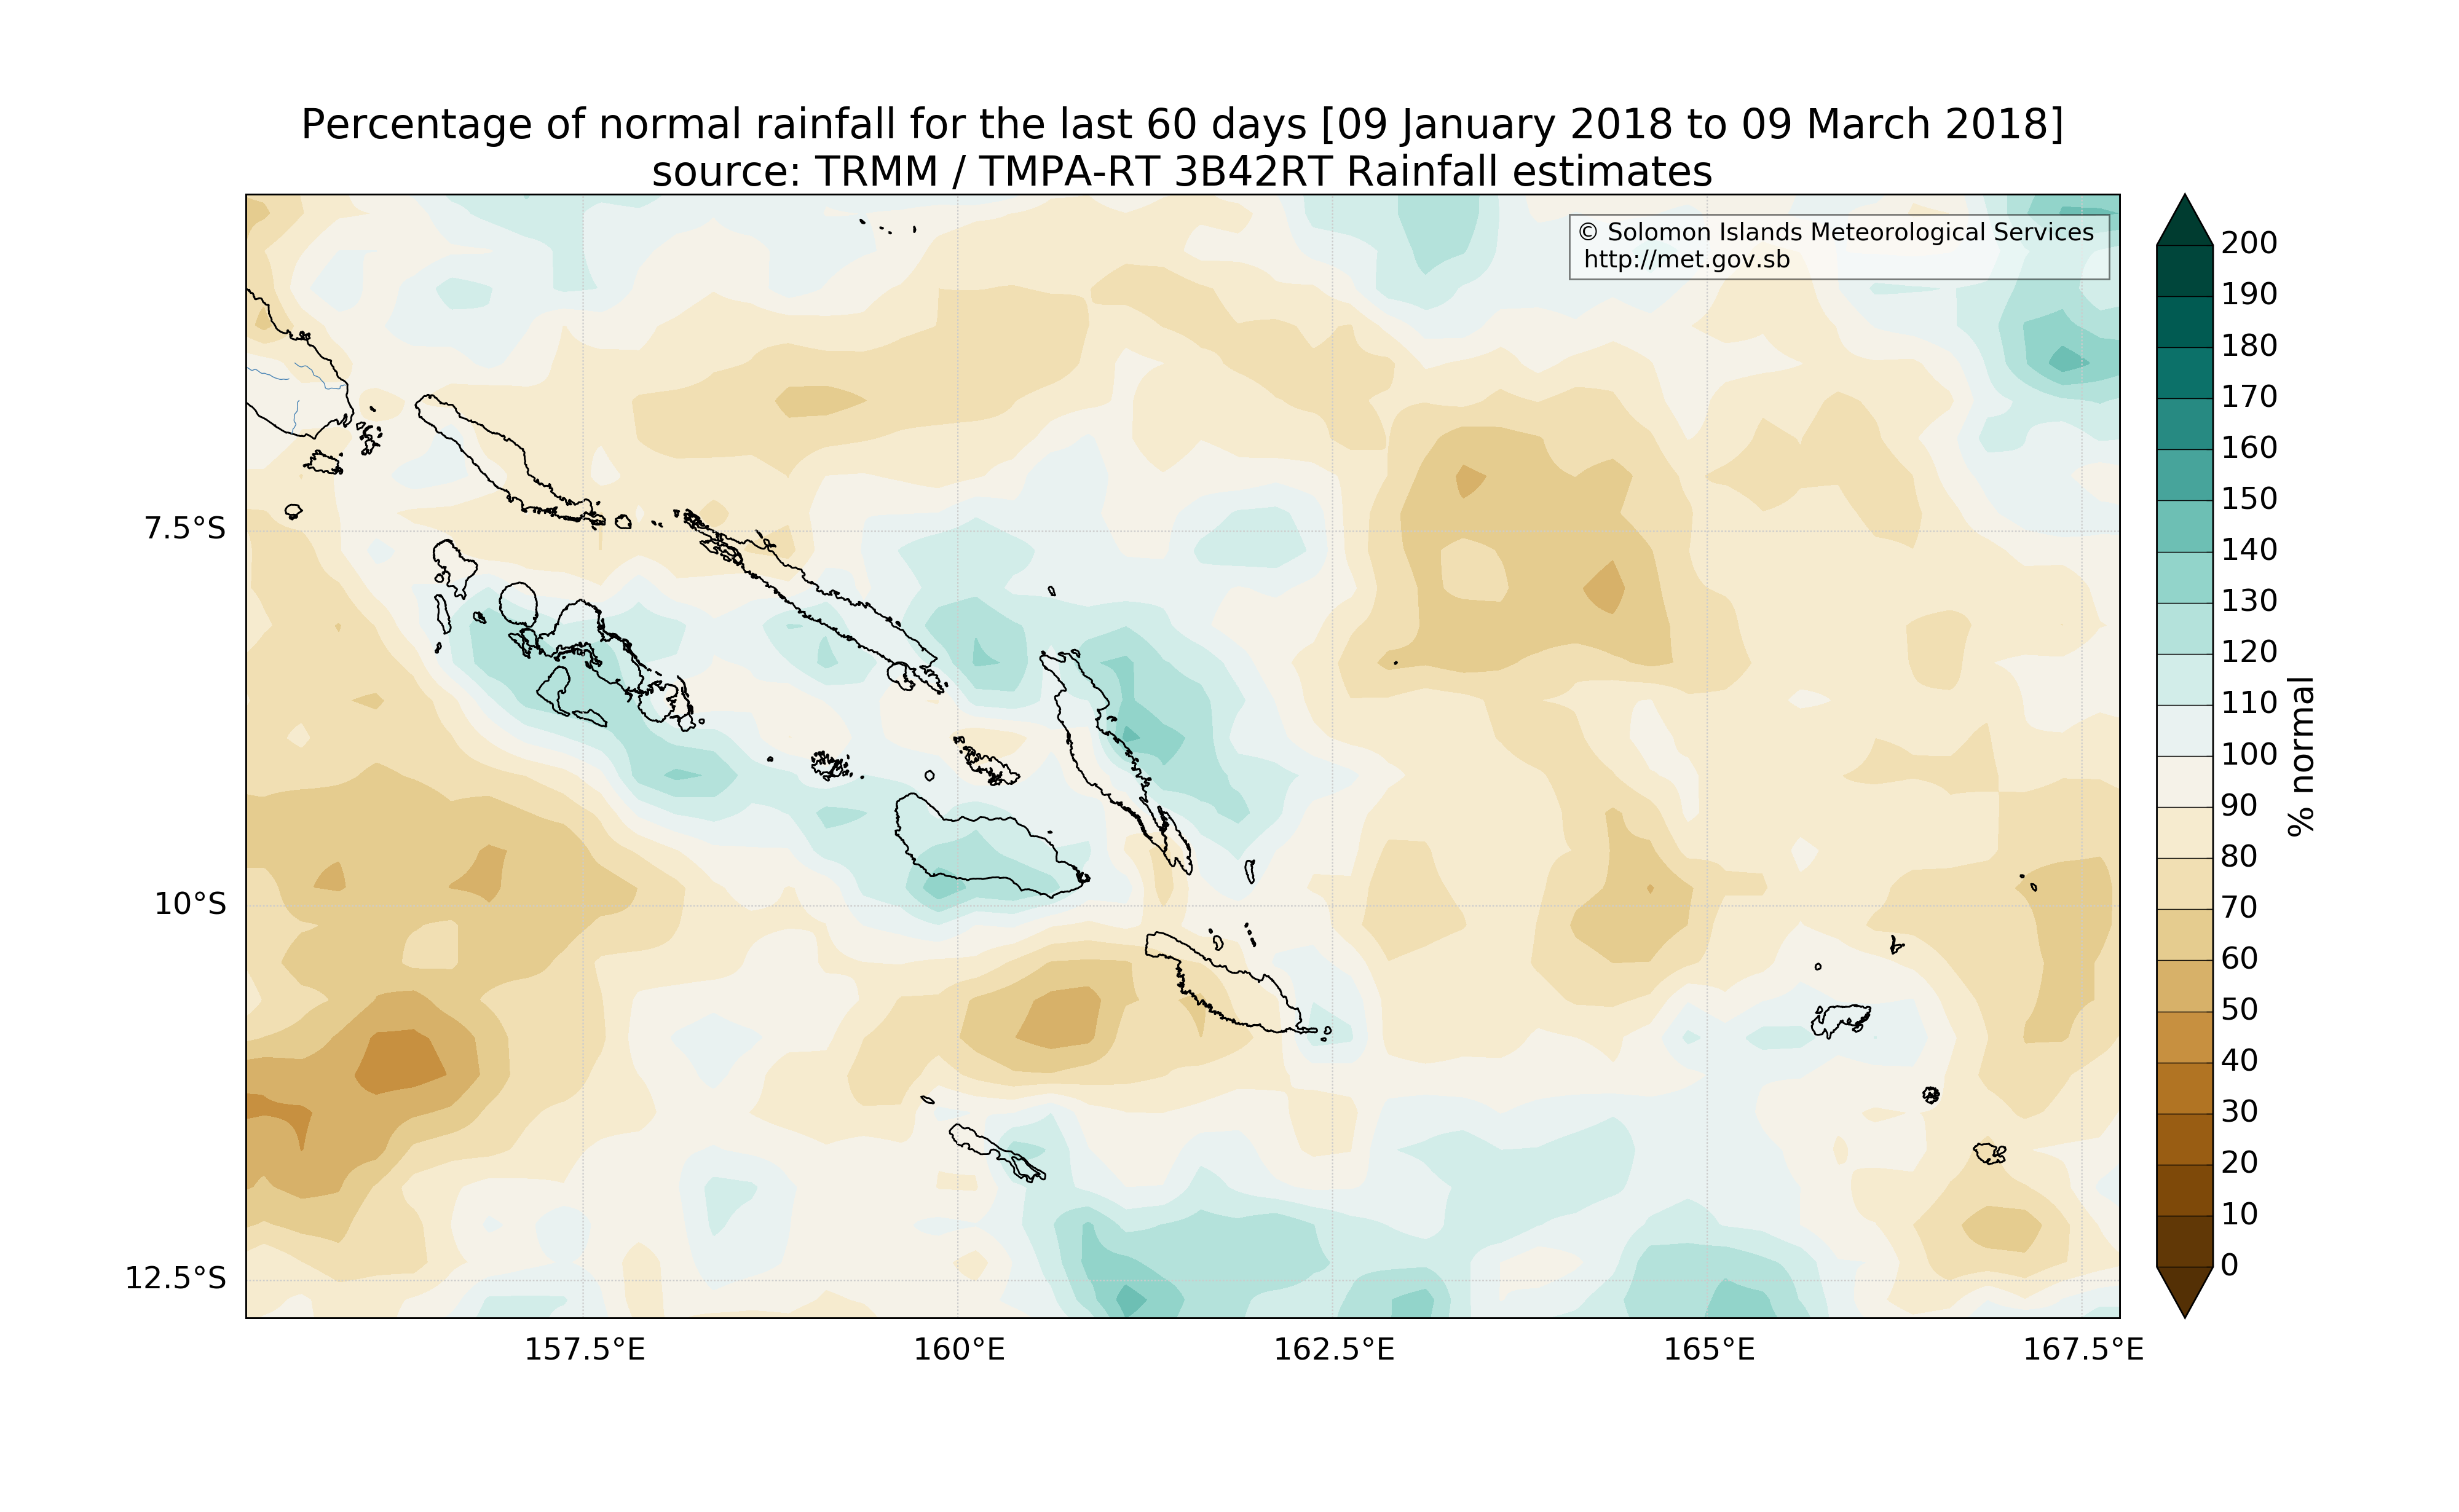 Percentage of normal rainfall for the last 60 days [09 January 2018 to 09 March 2018]
source: TRMM / TMPA-RT 3B42RT Rainfall estimates
© Solomon Islands Meteorological Services
http://met.gov.sb
7.5°S
10°S
12.5°S
157.5°E
160°E
162.5°E
165°E
167.5°E
200
190
180
170
160
150
140
130
120
110
100
90
80
70
60
50
40
30
20
10
0
% normal